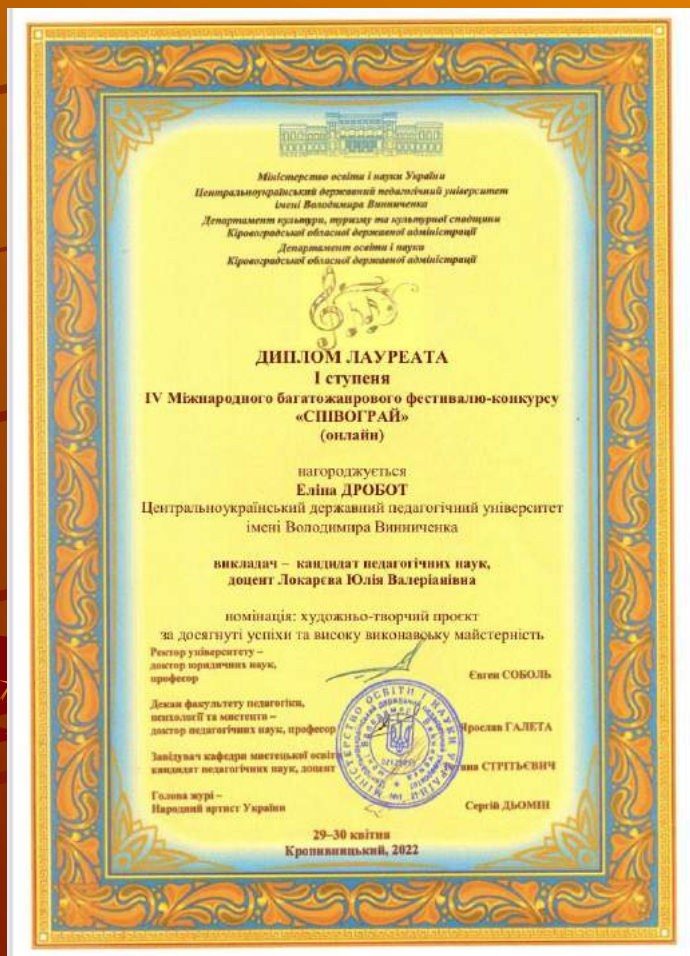 Міністерство освіти і науки України
Центральноукраїнський державний педагогічний університет
імені Володимира Винниченка
Департамент культури, туризму та культурної спадщини
Кіровоградської обласної державної адміністрації
Департамент освіти і науки
Кіровоградської обласної державної адміністрації
ДИПЛОМ ЛАУРЕАТА
І ступеня
IV Міжнародного багатожанрового фестивалю-конкурсу
«СПІВОГРАЙ»
(онлайн)
нагороджується
Еліна ДРОБОТ
Центральноукраїнський державний педагогічний університет
імені Володимира Винниченка
викладач – кандидат педагогічних наук,
доцент Локарєва Юлія Валеріанівна
номінація: художньо-творчий проєкт
за досягнуті успіхи та високу виконавську майстерність
Ректор університету –
доктор юридичних наук,
професор
Євген СОБОЛЬ
Декан факультету педагогіки,
психології та мистецтв –
доктор педагогічних наук, професор
Ярослав ГАЛЕТА
Завідувач кафедри мистецької освіти
кандидат педагогічних наук, доцент
СТРІТЬЄВИЧ
Голова журі –
Народний артист України
Сергій ДЬОМІН
МІНІСТЕРСТВО ОСВІТИ І НАУКИ УКРАЇНИ
29–30 квітня
Кропивницький, 2022